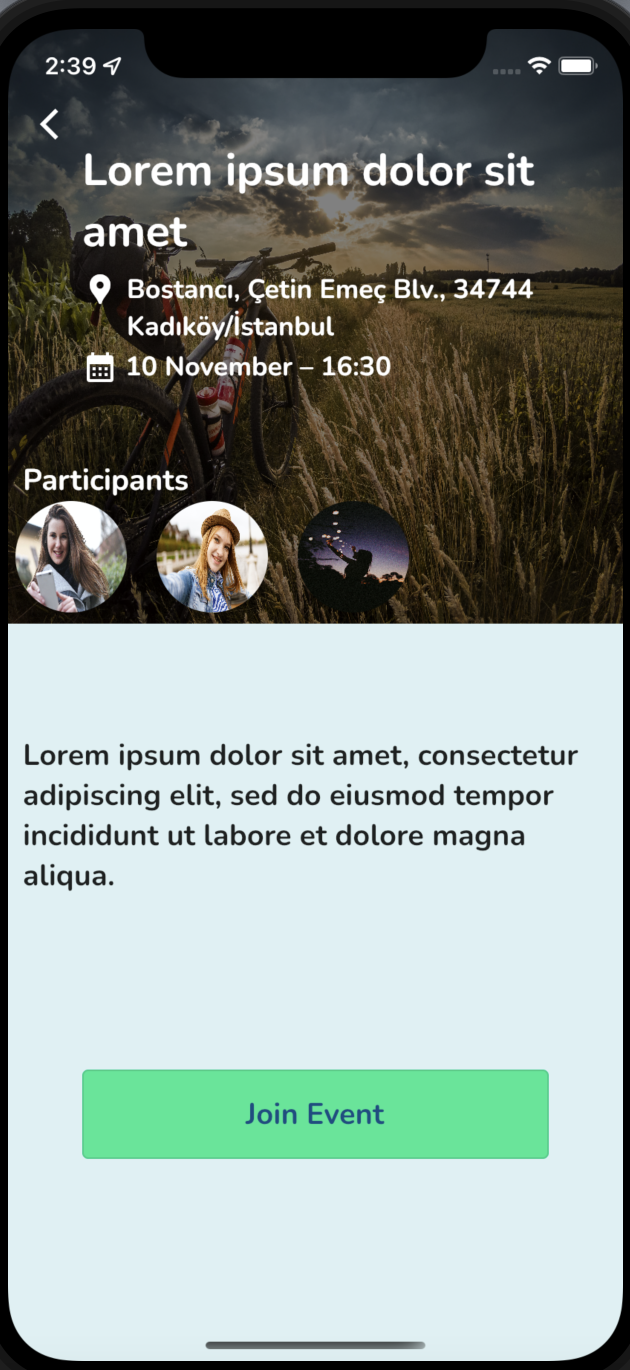 2:39
Lorem ipsum dolor sit
amet
Bostancı, Çetin Emeç Blv., 34744
Kadıköy/İstanbul
10 November – 16:30
Participants
Lorem ipsum dolor sit amet, consectetur
adipiscing elit, sed do eiusmod tempor
incididunt ut labore et dolore magna
aliqua.
Join Event